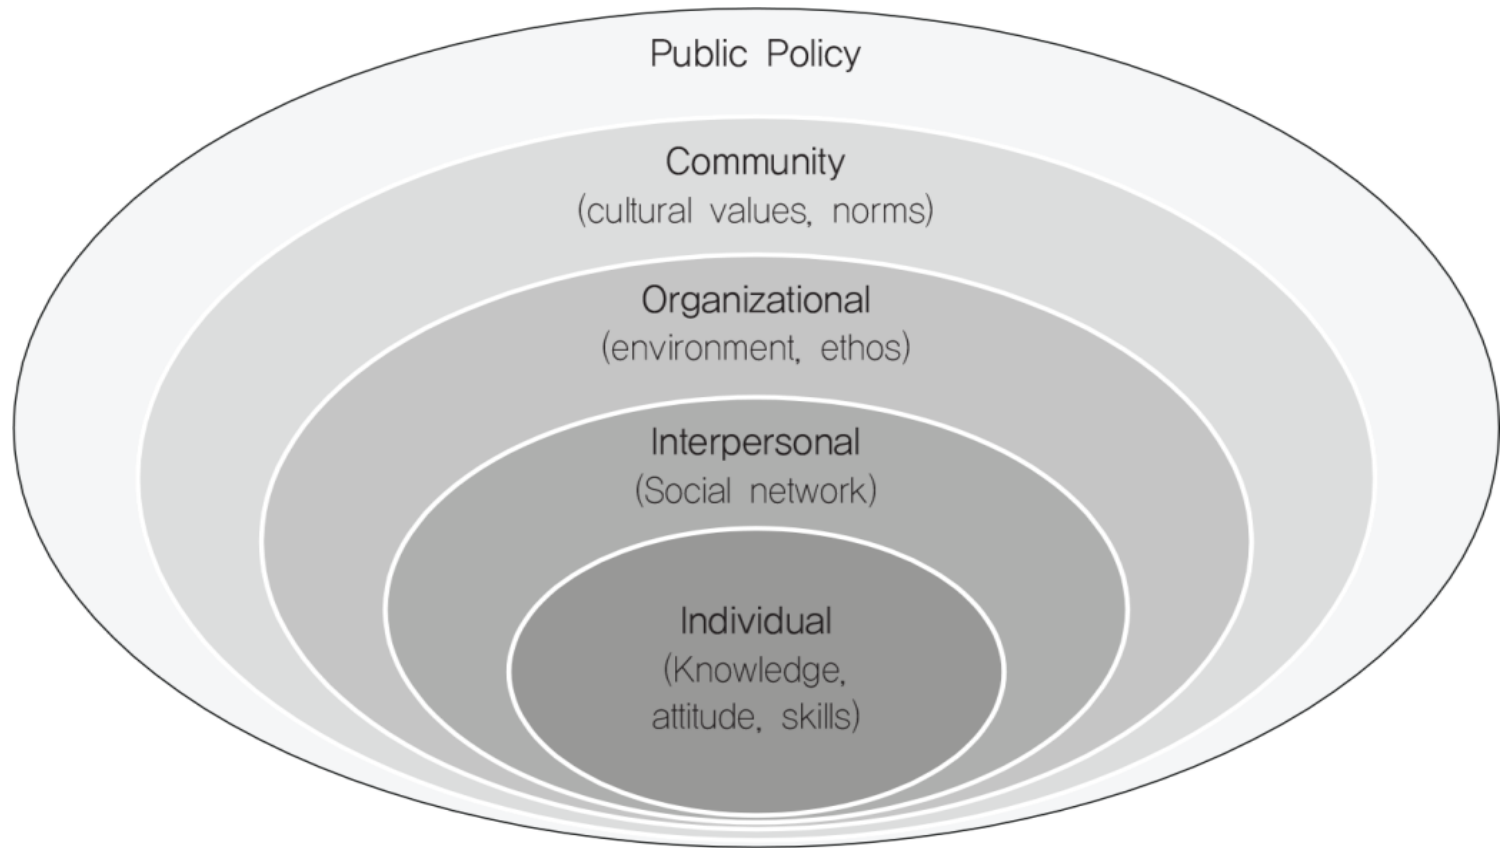 Public Policy
Community
(cultural values, norms)
Organizational
(environment, ethos)
Interpersonal
(Social network)
Individual
(Knowledge,
attitude, skills)